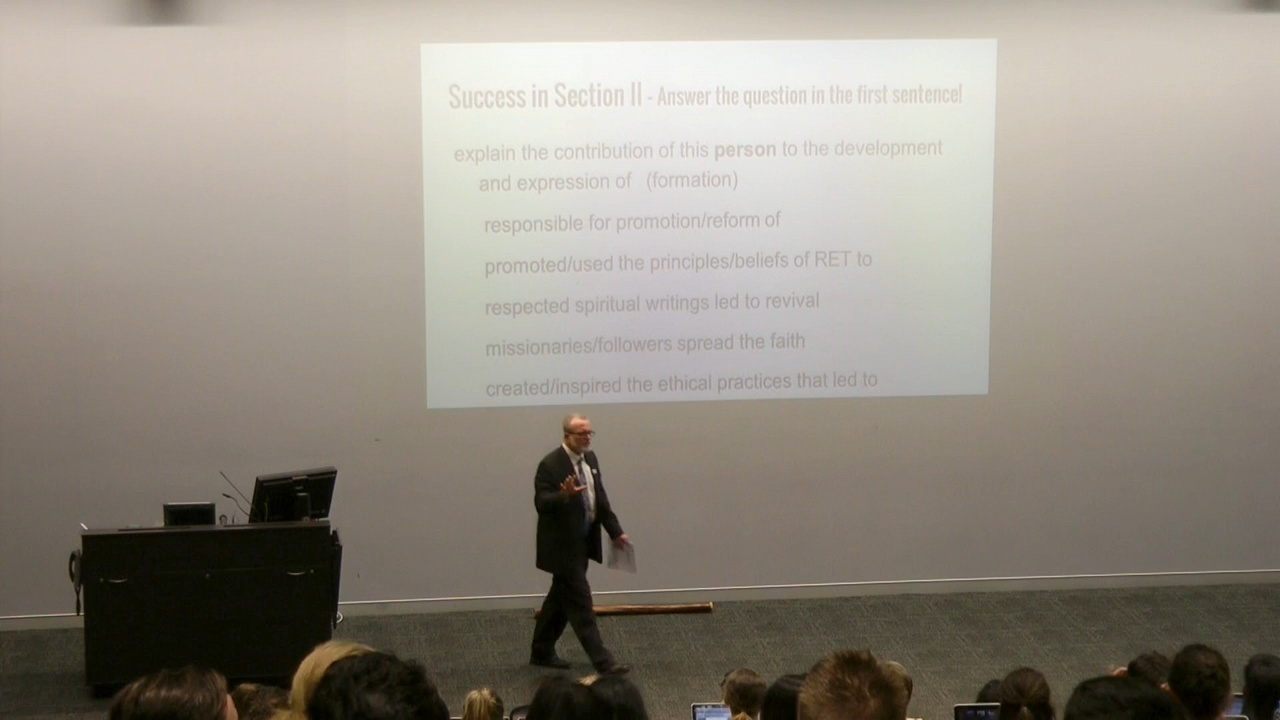 Success in Section II - Answer the question in the first sentence!
explain the contribution of this person to the development
and expression of (formation)
responsible for promotion/reform of
promoted/used the principles/beliefs of RET to
respected spiritual writings led to revival
missionaries/followers spread the faith
created/inspired the ethical practices that led to